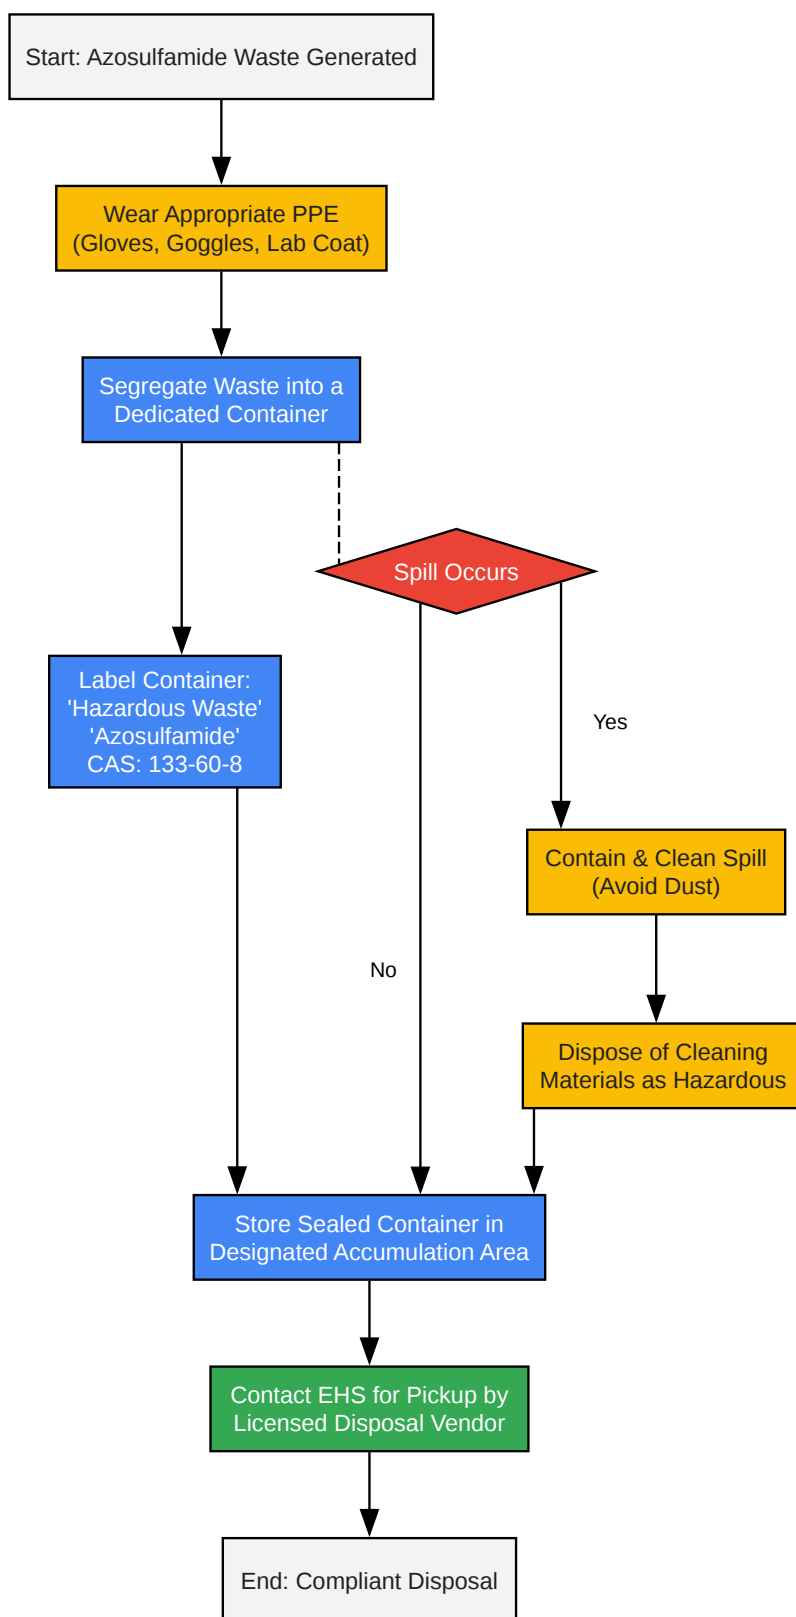 Start: Azosulfamide Waste Generated
Wear Appropriate PPE
(Gloves, Goggles, Lab Coat)
Segregate Waste into a
Dedicated Container
Spill Occurs
Label Container:
'Hazardous Waste'
'Azosulfamide'
CAS: 133-60-8
Yes
Contain & Clean Spill
(Avoid Dust)
No
Dispose of Cleaning
Materials as Hazardous
Store Sealed Container in
Designated Accumulation Area
Contact EHS for Pickup by
Licensed Disposal Vendor
End: Compliant Disposal